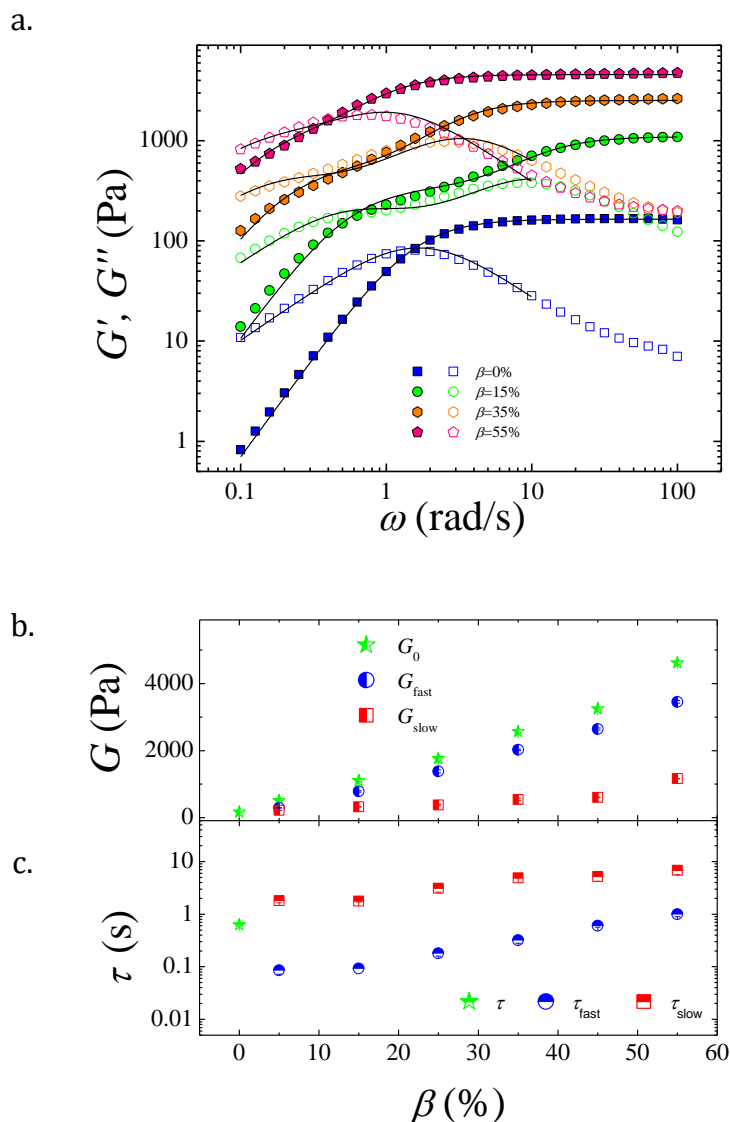 a.
G', G'' (Pa)
1000
100
10
1
β=0%
β=15%
β=35%
β=55%
0.1 1 10 100
ω (rad/s)
b.
G (Pa)
4000
2000
0
G0
Gfast
Gslow
c.
τ (s)
10
1
0.1
0.01
τ τfast τslow
0 10 20 30 40 50 60
β (%)